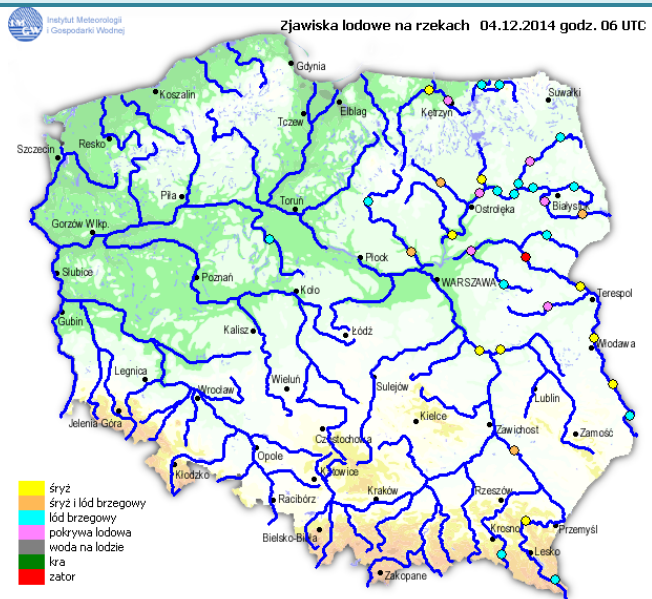 Instytut Meteorologii
i Gospodarki Wodnej
IM
GW
Zjawiska lodowe na rzekach 04.12.2014 godz. 06 UTC
Gdynia
Koszalin
Suwałki
Tczew
Elbląg
Kętrzyn
Resko
Szczecin
Piła
Toruń
Ostrołęka
Białystok
Gorzów Wlkp.
Płock
Słubice
Poznań
Koło
WARSZAWA
Terespol
Gubin
Kalisz
Łódź
Włodawa
Legnica
Wrocław
Wieluń
Sulejów
Lublin
Jelenia Góra
Kielce
Zawichost
Częstochowa
Zamość
Opole
Kłodzko
Katowice
Racibórz
Kraków
Rzeszów
Bielsko-Biała
Krosno
Przemyśl
Lesko
Zakopane
śryż
śryż i lód brzegowy
lód brzegowy
pokrywa lodowa
woda na lodzie
kra
zator